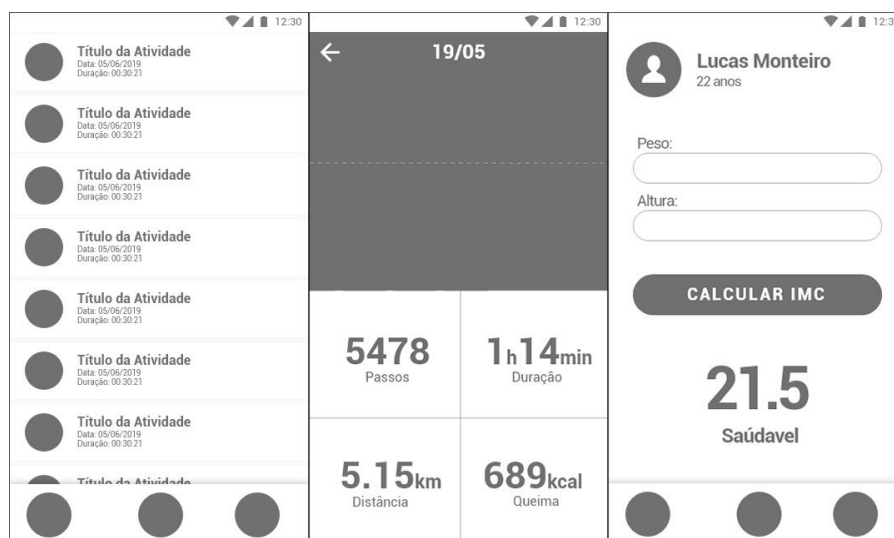 12:30
Título da Atividade
Data: 05/06/2019
Duração: 00:30:21
Título da Atividade
Data: 05/06/2019
Duração: 00:30:21
Título da Atividade
Data: 05/06/2019
Duração: 00:30:21
Título da Atividade
Data: 05/06/2019
Duração: 00:30:21
Título da Atividade
Data: 05/06/2019
Duração: 00:30:21
Título da Atividade
Data: 05/06/2019
Duração: 00:30:21
Título da Atividade
Data: 05/06/2019
Duração: 00:30:21
Título da Atividade
12:30
19/05
5478
Passos
1h14min
Duração
5.15km
Distância
689kcal
Queima
12:3
Lucas Monteiro
22 anos
Peso:
Altura:
CALCULAR IMC
21.5
Saúdavel